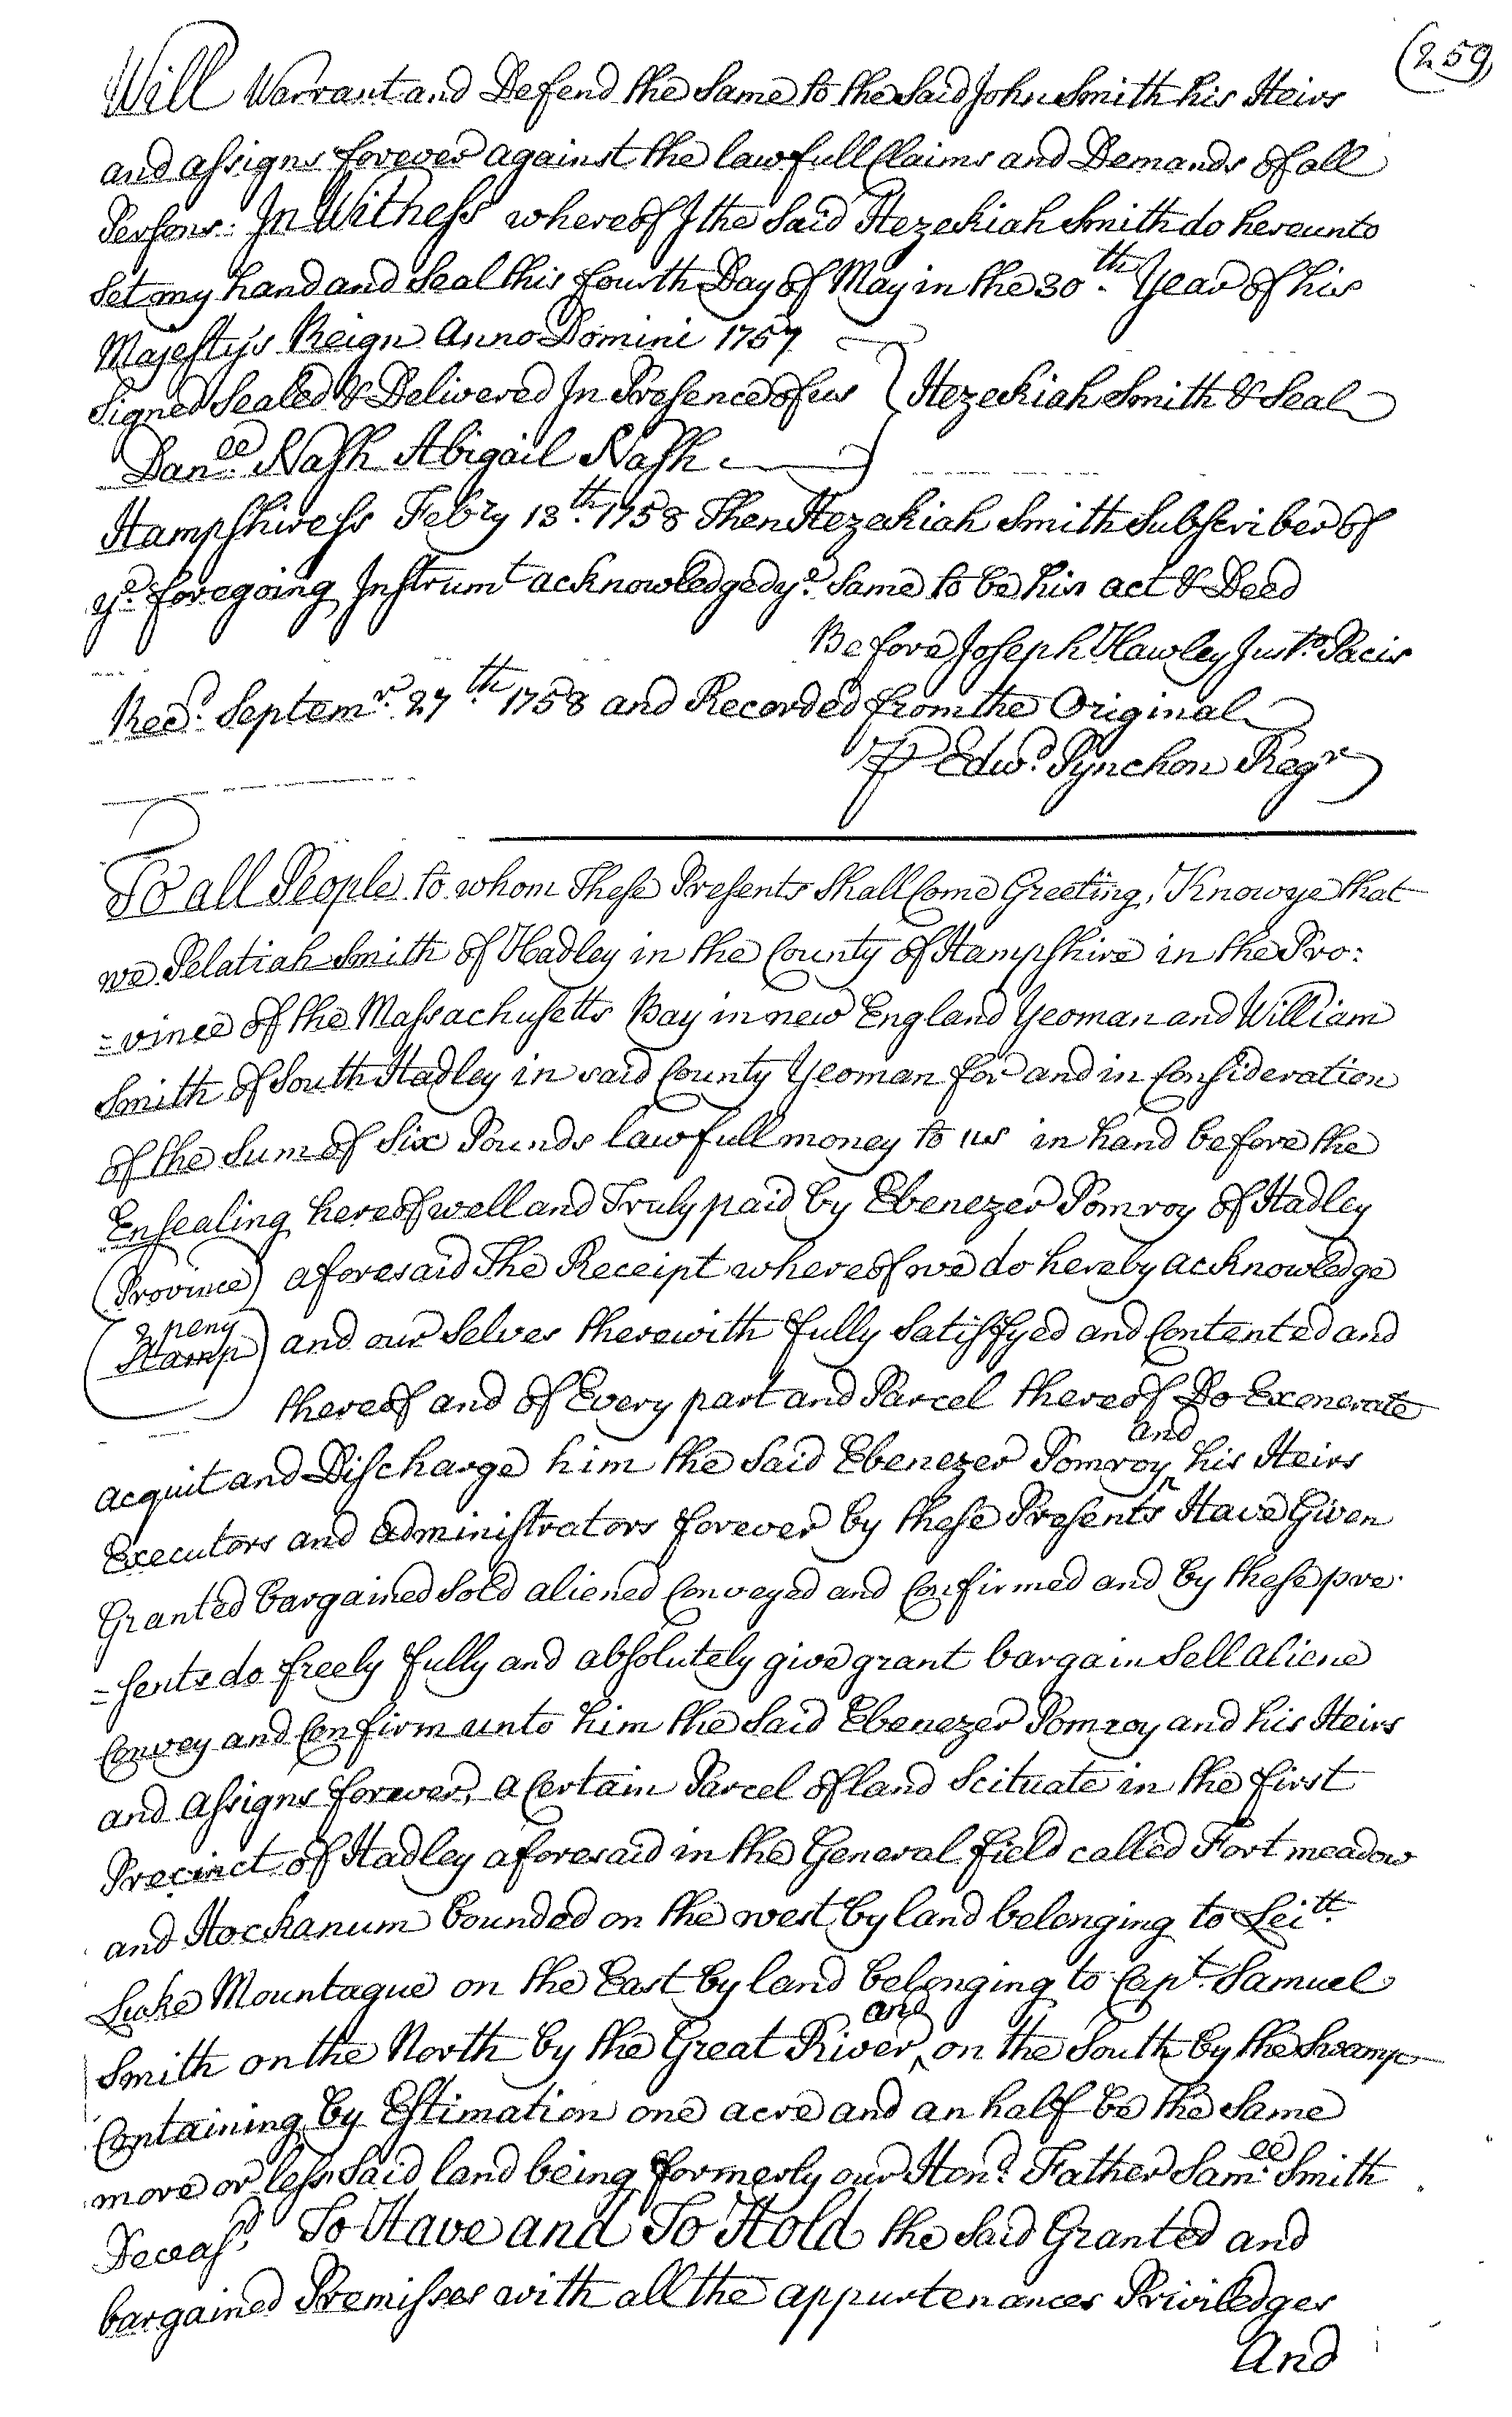 (259)
Will Warrant and Defend the Same to the Said John Smith his Heirs
and assigns forever against the lawfull Claims and Demands of all
Persons. In Witness whereof I the Said Hezekiah Smith do hereunto
Set my hand and Seal this fourth Day of May in the 30th. Year of his
Majestys Reign Anno Domini 1757
Signed Sealed & Delivered In Presence of us } Hezekiah Smith & Seal
Danll. Nash Abigail Nash
Hampshire ss Febry 13th. 1758 Then Hezekiah Smith Subscriber of
ye. foregoing Instrumt acknowledged ye. Same to be his act & Deed
Before Joseph Hawley Justo. Pacis
Recd. Septemr. 27th. 1758 and Recorded from the Original
P Edwd. Pynchon Regr
To all People to whom These Presents Shall Come Greeting, Know ye that
we Pelatiah Smith of Hadley in the County of Hampshire in the Pro:
=vince of the Massachusetts Bay in new England Yeoman and William
Smith of South Hadley in said County Yeoman for and in Consideration
of the Sum of Six Pounds lawfull money to us in hand before the
Ensealing hereof well and Truly paid by Ebenezer Pomroy of Hadley
(Province) aforesaid The Receipt whereof we do hereby acknowledge
(2 peny Stamp) and our Selves therewith fully Satisfyed and Contented and
thereof and of Every part and Parcel thereof Do Exonerate
acquit and Discharge him the Said Ebenezer Pomroy and his Heirs
Executors and administrators forever by these Presents Have Given
Granted bargained Sold aliened Conveyed and Confirmed and by these pre:
=sents do freely fully and absolutely give grant bargain Sell aliene
Convey and Confirm unto him the Said Ebenezer Pomroy and his Heirs
and assigns forever, a Certain Parcel of land Scituate in the first
Precinct of Hadley aforesaid in the General field called Fort meadow
and Hockanum bounded on the west by land belonging to Leitt.
Luke Mountague on the East by land belonging to Capt. Samuel
Smith on the North by the Great River and on the South by the Swamp
Containing by Estimation one acre and an half be the Same
more or less Said land being formerly our Hond. Father Samll. Smith
Deceasd. To Have and To Hold the Said Granted and
bargained Premisses with all the appurtenances Priviledges
And